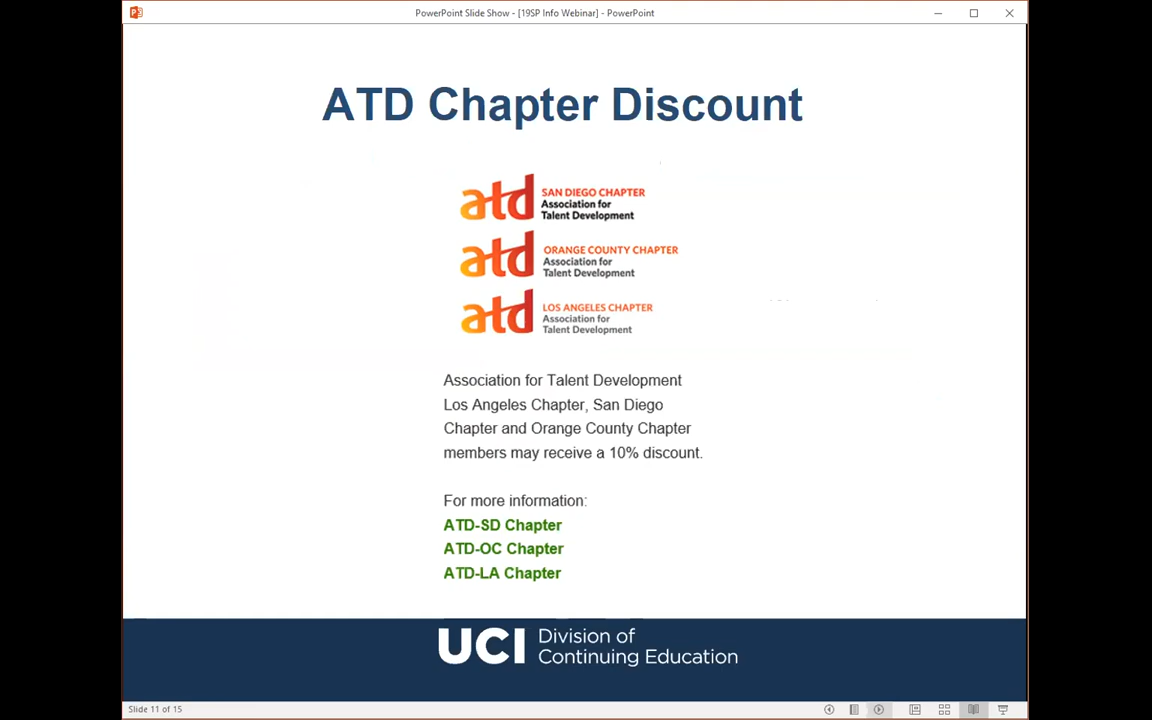 PowerPoint Slide Show - [19SP Info Webinar] - PowerPoint
ATD Chapter Discount
atd SAN DIEGO CHAPTER
Association for
Talent Development
atd ORANGE COUNTY CHAPTER
Association for
Talent Development
atd LOS ANGELES CHAPTER
Association for
Talent Development
Association for Talent Development
Los Angeles Chapter, San Diego
Chapter and Orange County Chapter
members may receive a 10% discount.
For more information:
ATD-SD Chapter
ATD-OC Chapter
ATD-LA Chapter
UCI Division of
Continuing Education
Slide 11 of 15